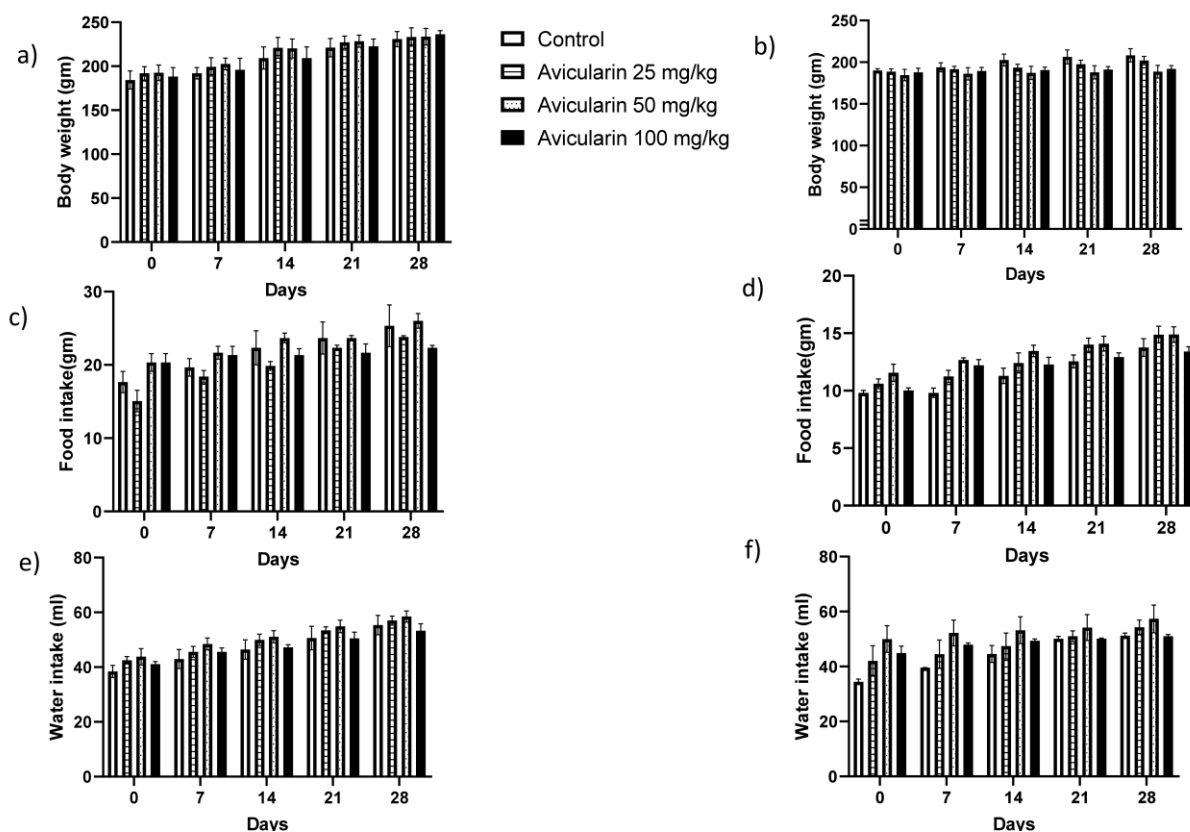 a)
Body weight (gm)
250
200
150
100
50
0
0 7 14 21 28
Days
Control
Avicularin 25 mg/kg
Avicularin 50 mg/kg
Avicularin 100 mg/kg
b)
Body weight (gm)
250
200
150
100
50
0
0 7 14 21 28
Days
c)
Food intake(gm)
30
20
10
0
0 7 14 21 28
Days
d)
Food intake(gm)
20
15
10
5
0
0 7 14 21 28
Days
e)
Water intake (ml)
80
60
40
20
0
0 7 14 21 28
Days
f)
Water intake (ml)
80
60
40
20
0
0 7 14 21 28
Days